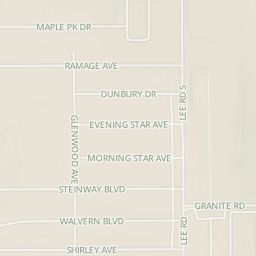 MAPLE PK DR
RAMAGE AVE
DUNBURY DR
LEE RD S
GLENWOOD AVE
EVENING STAR AVE
MORNING STAR AVE
STEINWAY BLVD
GRANITE RD
WALVERN BLVD
LEE RD
SHIRLEY AVE